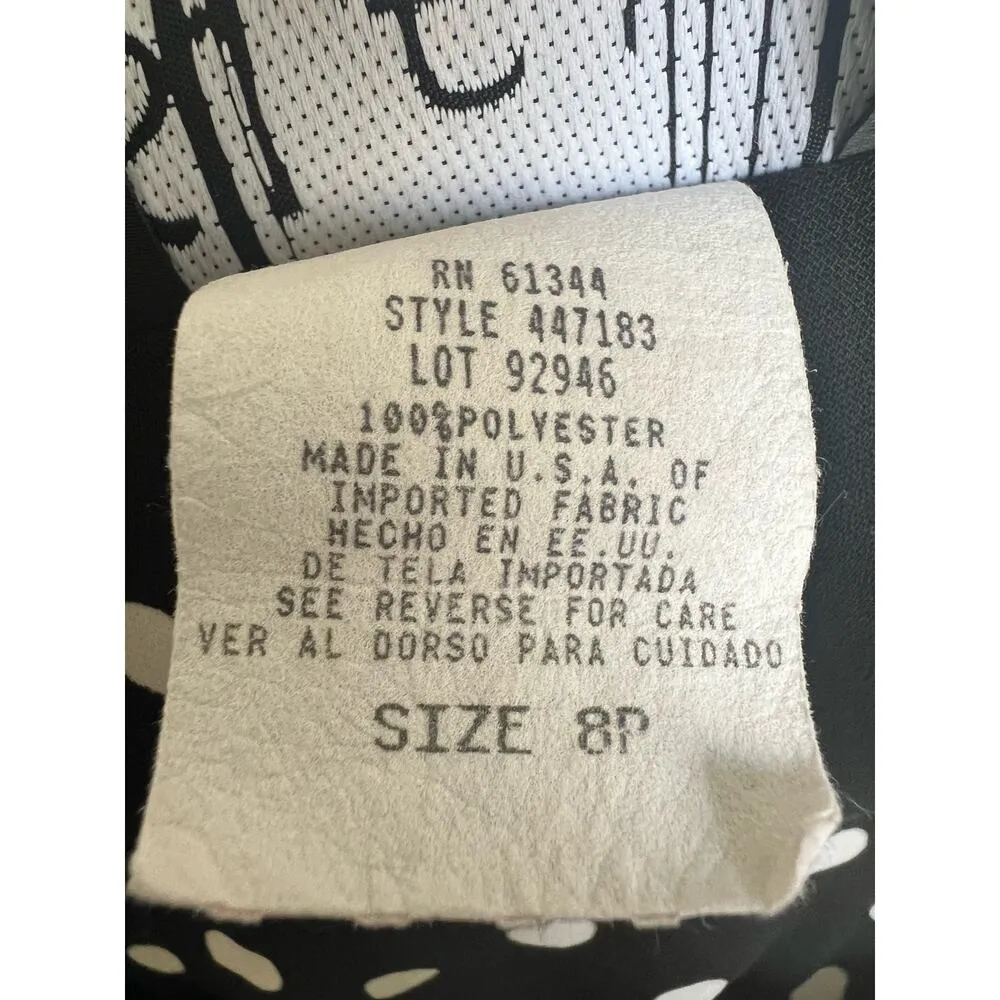 RN 61344
STYLE 447183
LOT 92946
100%POLYESTER
MADE IN U.S.A. OF
IMPORTED FABRIC
HECHO EN EE.UU.
DE TELA IMPORTADA
SEE REVERSE FOR CARE
VER AL DORSO PARA CUIDADO
SIZE 8P